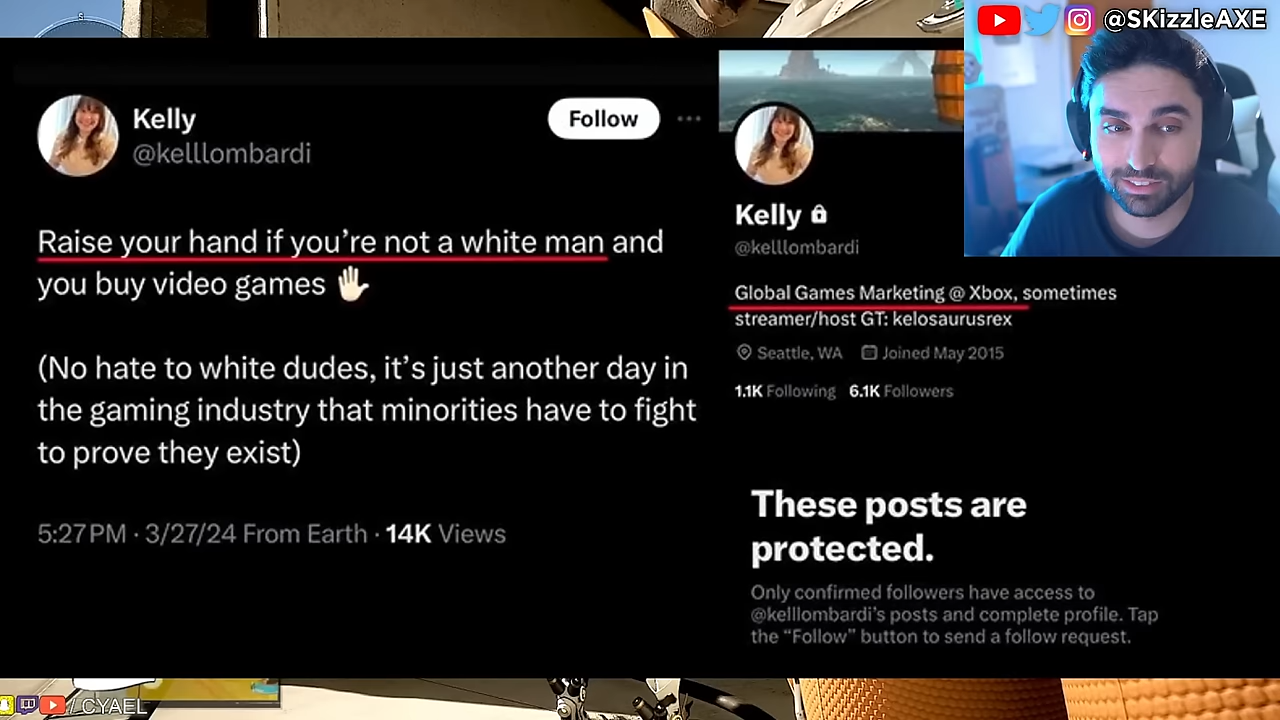 @SKizzleAXE
Kelly
@kelllombardi
Follow
Raise your hand if you're not a white man and
you buy video games
(No hate to white dudes, it's just another day in
the gaming industry that minorities have to fight
to prove they exist)
5:27 PM · 3/27/24 From Earth · 14K Views
Kelly
@kelllombardi
Global Games Marketing @ Xbox, sometimes
streamer/host GT: kelosaurusrex
Seattle, WA Joined May 2015
1.1K Following 6.1K Followers
These posts are
protected.
Only confirmed followers have access to
@kelllombardi's posts and complete profile. Tap
the "Follow" button to send a follow request.
/ CYAEL